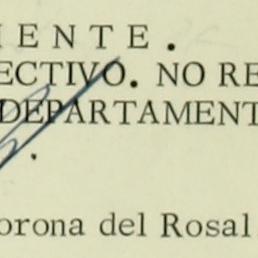 IENTE.
ECTIVO. NO RE
DEPARTAMENT
orona del Rosal